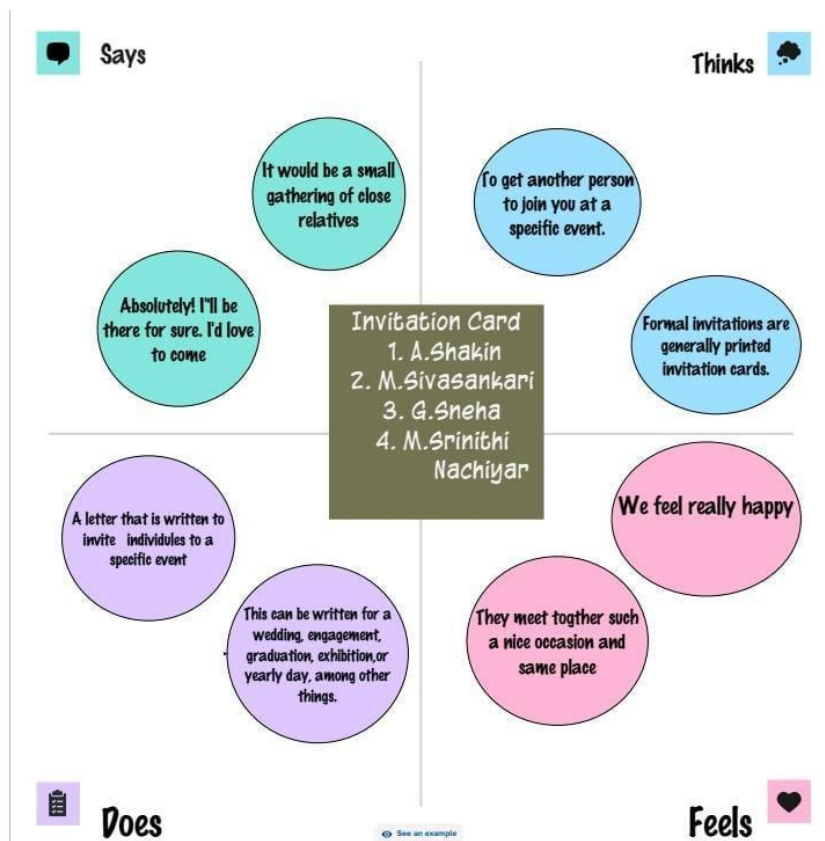 Says
Thinks
It would be a small
gathering of close
relatives
To get another person
to join you at a
specific event.
Absolutely! I"ll be
there for sure. I'd love
to come
Formal invitations are
generally printed
invitation cards.
Invitation Card
1. A.Shakin
2. M.Sivasankari
3. G.Sneha
4. M.Srinithi
Nachiyar
A letter that is written to
invite individules to a
specific event
We feel really happy
This can be written for a
wedding, engagement,
graduation, exhibition,or
yearly day, among other
things.
They meet togther such
a nice occasion and
same place
Does
See an example
Feels